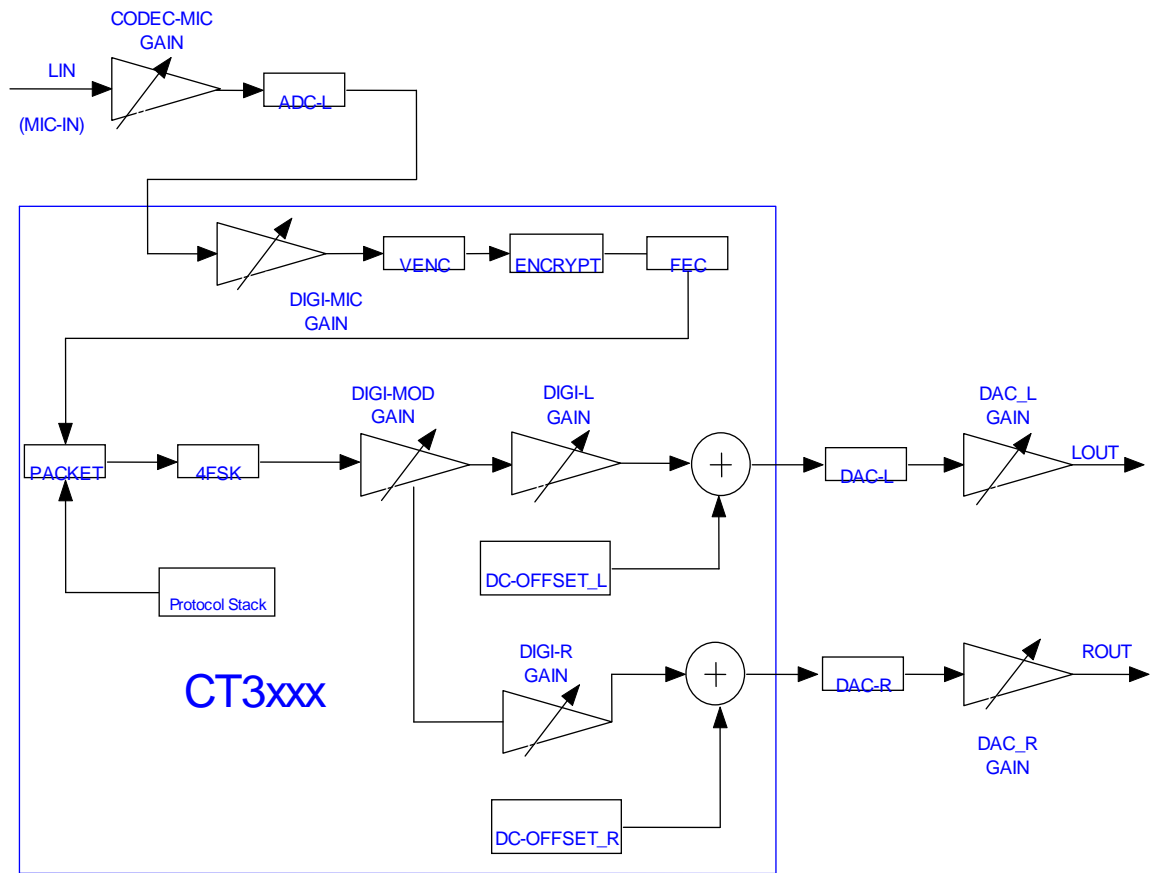 CODEC-MIC
GAIN
LIN
(MIC-IN)
ADC-L
VENC
ENCRYPT
FEC
DIGI-MIC
GAIN
DIGI-MOD
GAIN
DIGI-L
GAIN
DAC_L
GAIN
PACKET
4FSK
DAC-L
LOUT
DC-OFFSET_L
Protocol Stack
CT3xxx
DIGI-R
GAIN
DAC-R
ROUT
DAC_R
GAIN
DC-OFFSET_R